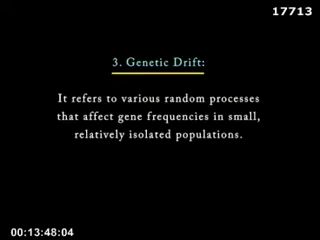 17713
3. Genetic Drift:
It refers to various random processes
that affect gene frequencies in small,
relatively isolated populations.
00:13:48:04